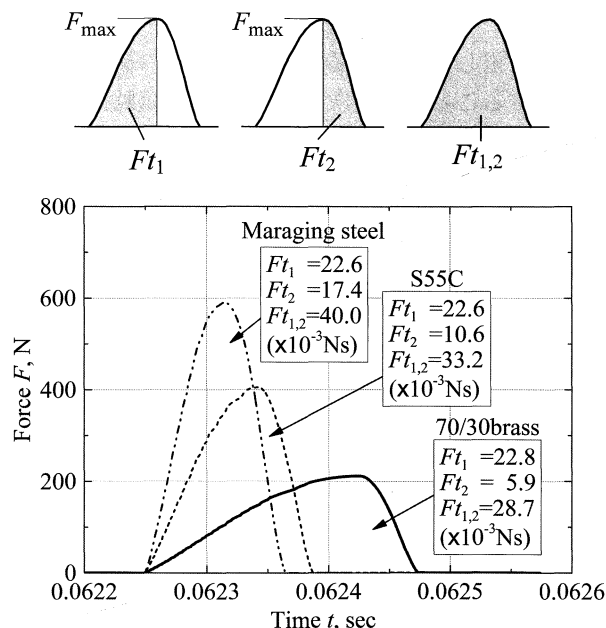 Fmax
Fmax
Ft1
Ft2
Ft1,2
800
600
400
200
0
Force F, N
Maraging steel
Ft1 =22.6
Ft2 =17.4
Ft1,2=40.0
(x10-3Ns)
S55C
Ft1 =22.6
Ft2 =10.6
Ft1,2=33.2
(x10-3Ns)
70/30brass
Ft1 =22.8
Ft2 = 5.9
Ft1,2=28.7
(x10-3Ns)
0.0622 0.0623 0.0624 0.0625 0.0626
Time t, sec